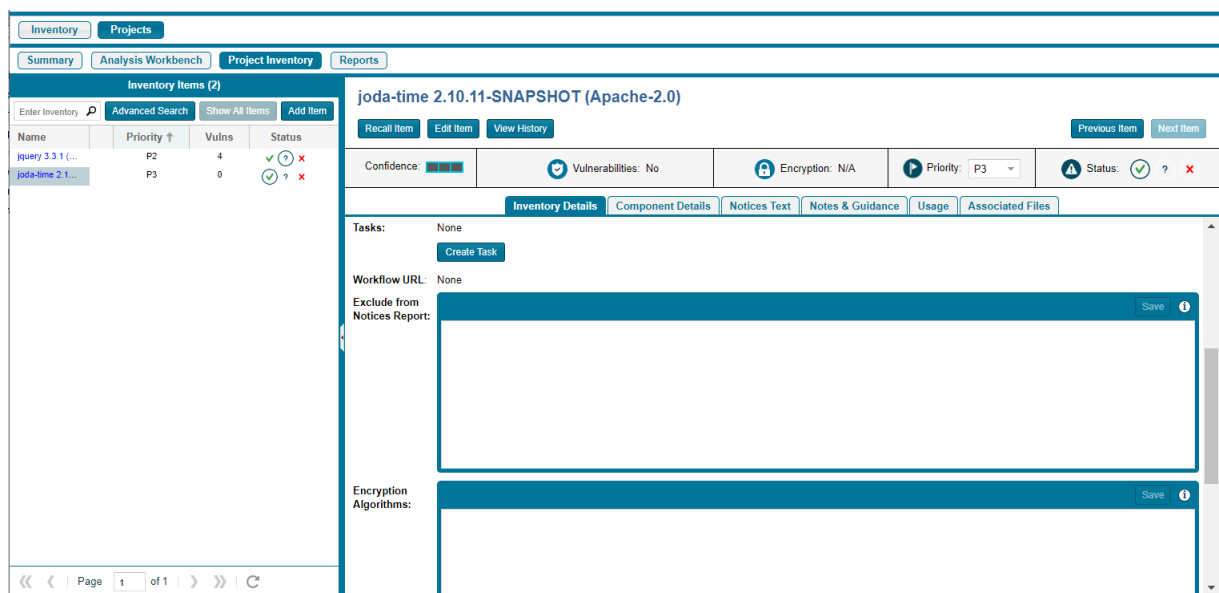 Inventory Projects
Summary Analysis Workbench Project Inventory Reports
Inventory Items (2)
Enter Inventory Advanced Search Show All Items Add Item
Name Priority Vulns Status
jquery 3.3.1 (... P2 4 ?
joda-time 2.1... P3 0 ?
Page 1 of 1
joda-time 2.10.11-SNAPSHOT (Apache-2.0)
Recall Item Edit Item View History Previous Item Next Item
Confidence: Vulnerabilities: No Encryption: N/A Priority: P3 Status: ?
Inventory Details Component Details Notices Text Notes & Guidance Usage Associated Files
Tasks: None
Create Task
Workflow URL: None
Exclude from
Notices Report:
Save
Encryption
Algorithms:
Save